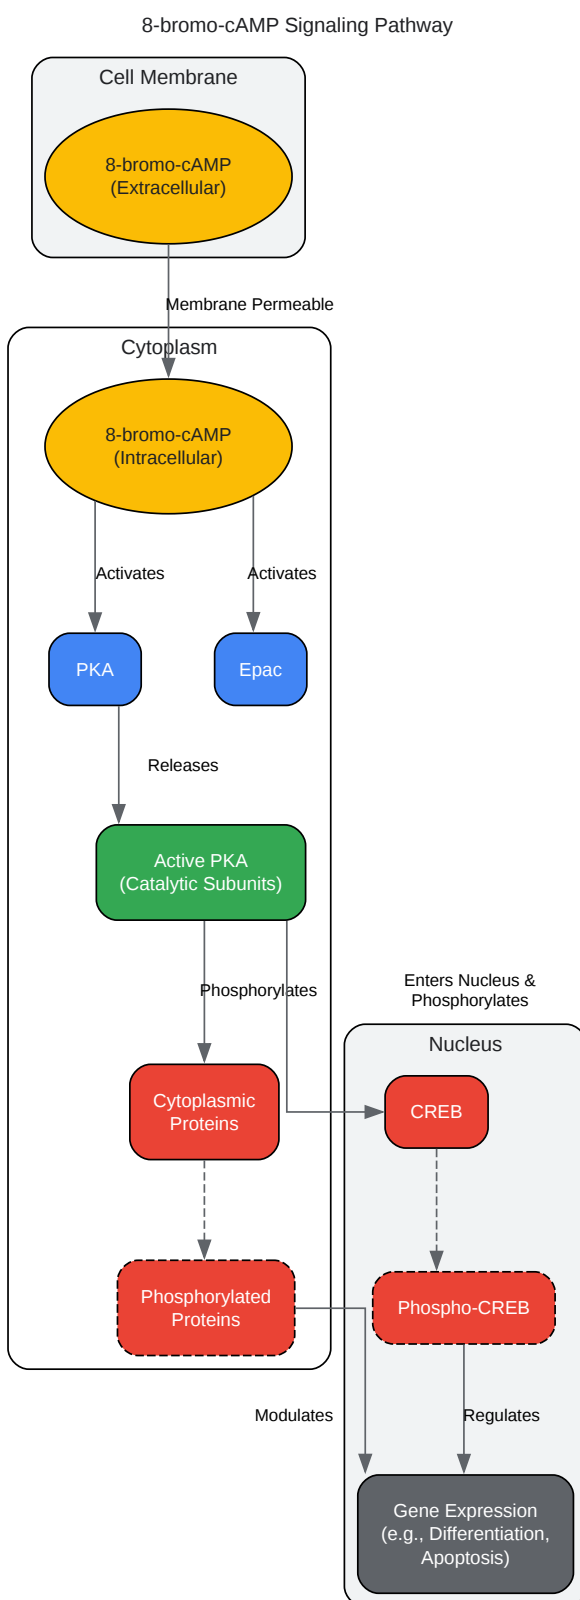 8-bromo-cAMP Signaling Pathway
Cell Membrane
8-bromo-cAMP
(Extracellular)
Membrane Permeable
Cytoplasm
8-bromo-cAMP
(Intracellular)
Activates
Activates
PKA
Epac
Releases
Active PKA
(Catalytic Subunits)
Phosphorylates
Enters Nucleus &
Phosphorylates
Nucleus
Cytoplasmic
Proteins
CREB
Phosphorylated
Proteins
Phospho-CREB
Modulates
Regulates
Gene Expression
(e.g., Differentiation,
Apoptosis)